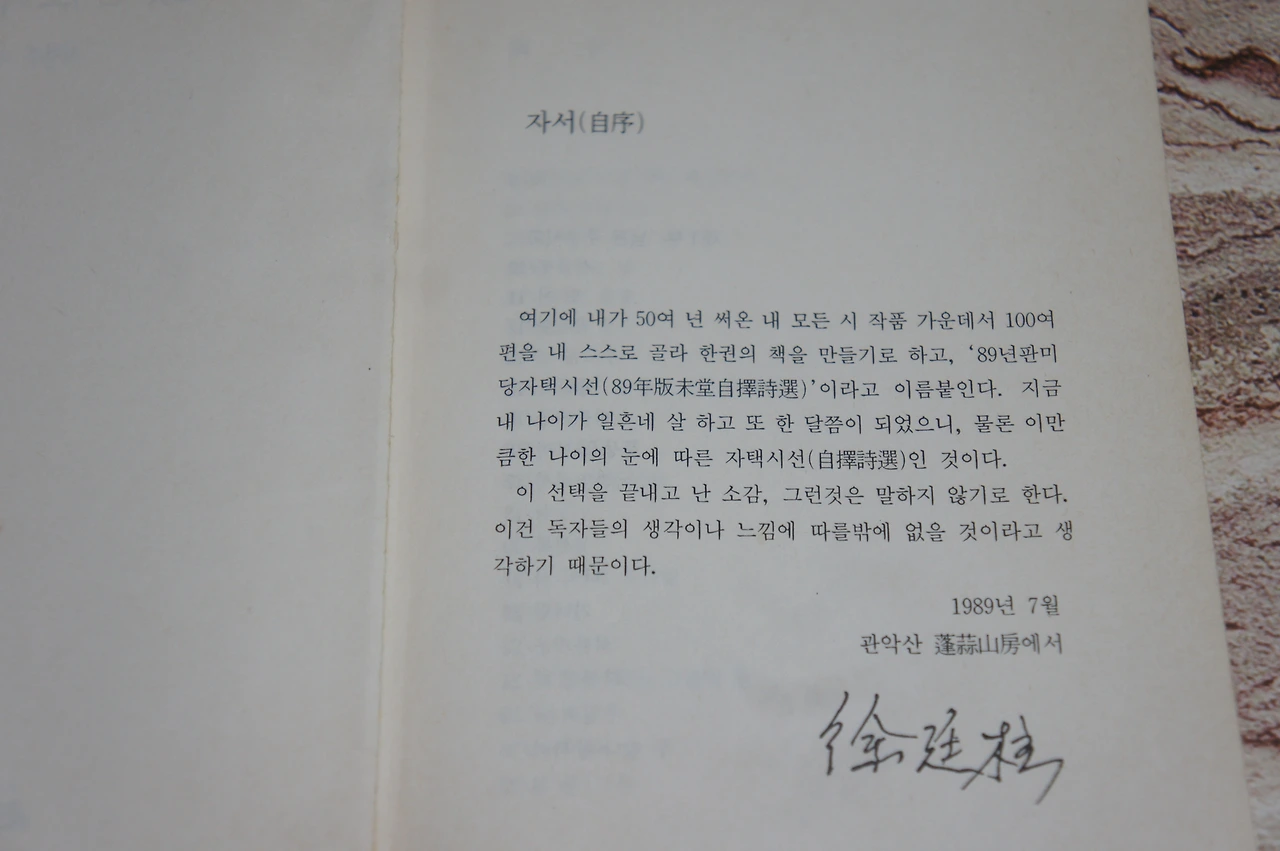 자서(自序)
여기에 내가 50여 년 써온 내 모든 시 작품 가운데서 100여
편을 내 스스로 골라 한권의 책을 만들기로 하고, ‘89년판미
당자택시선(89年版未堂自擇詩選)’이라고 이름붙인다. 지금
내 나이가 일흔네 살 하고 또 한 달쯤이 되었으니, 물론 이만
큼한 나이의 눈에 따른 자택시선(自擇詩選)인 것이다.
이 선택을 끝내고 난 소감, 그런것은 말하지 않기로 한다.
이건 독자들의 생각이나 느낌에 따를밖에 없을 것이라고 생
각하기 때문이다.
1989년 7월
관악산 蓬蒜山房에서
徐廷柱